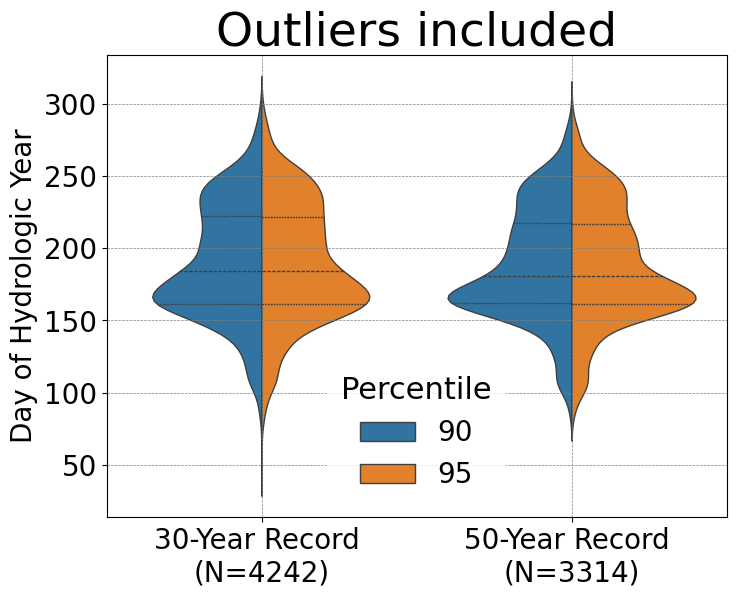 Outliers included
Day of Hydrologic Year
300
250
200
150
100
50
Percentile
90
95
30-Year Record
(N=4242)
50-Year Record
(N=3314)